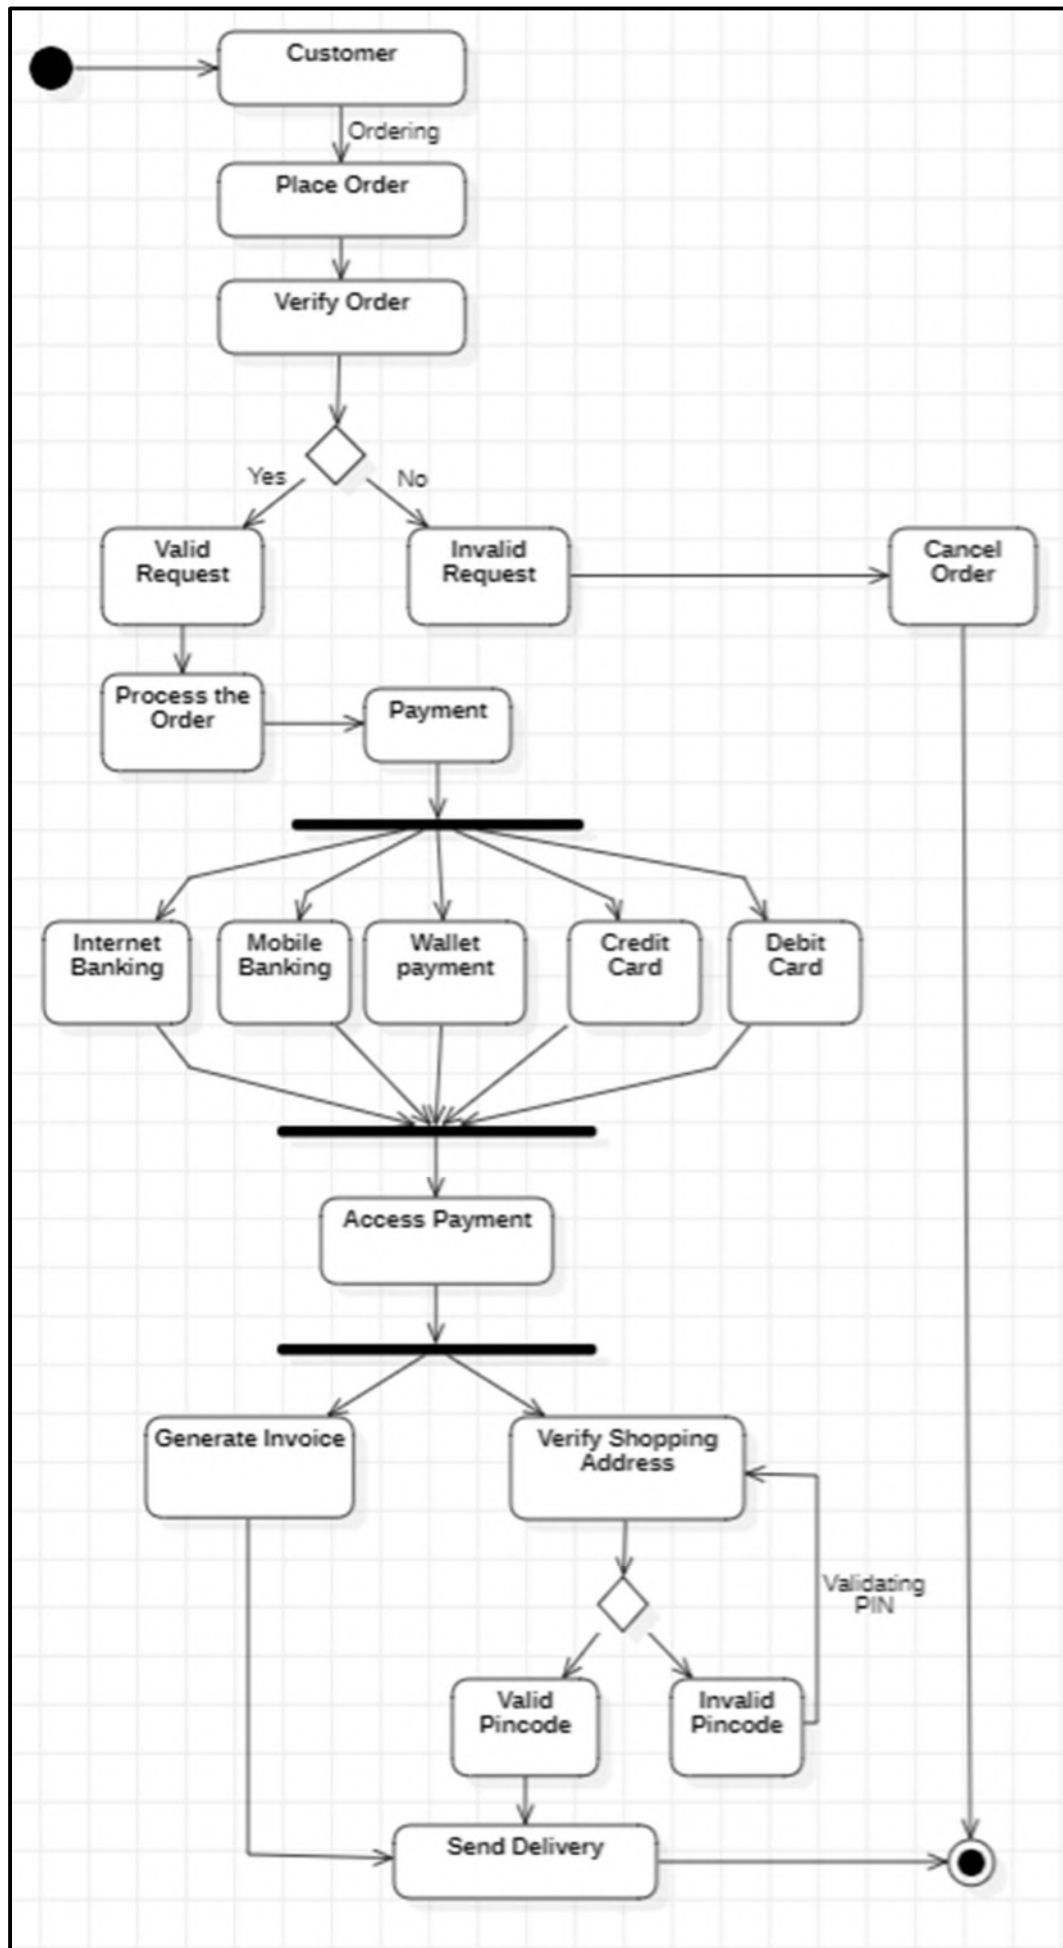 Customer
Ordering
Place Order
Verify Order
Yes
No
Valid
Request
Invalid
Request
Cancel
Order
Process the
Order
Payment
Internet
Banking
Mobile
Banking
Wallet
payment
Credit
Card
Debit
Card
Access Payment
Generate Invoice
Verify Shopping
Address
Validating
PIN
Valid
Pincode
Invalid
Pincode
Send Delivery